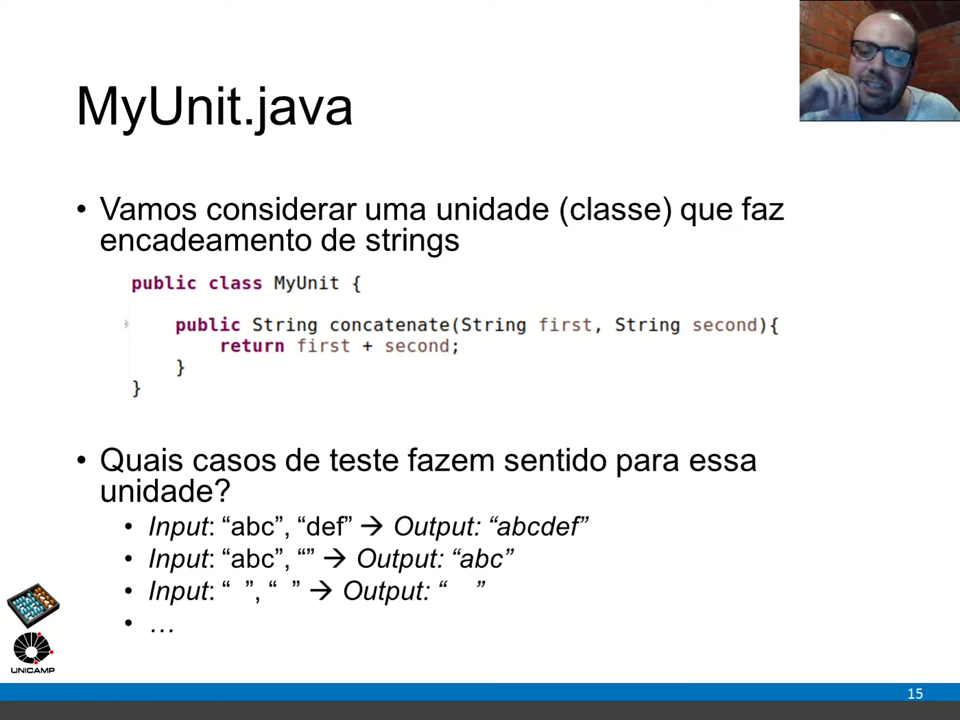 MyUnit.java
• Vamos considerar uma unidade (classe) que faz
encadeamento de strings
public class MyUnit {
public String concatenate(String first, String second){
return first + second;
}
}
• Quais casos de teste fazem sentido para essa
unidade?
• Input: “abc”, “def” → Output: “abcdef”
• Input: “abc”, “” → Output: “abc”
• Input: “  ”, “  ” → Output: “    ”
• …
UNICAMP
15